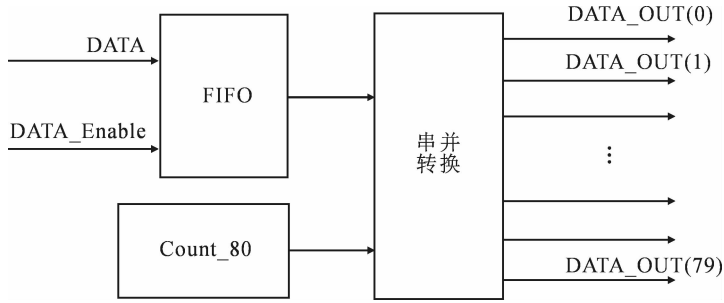 DATA
DATA_Enable
FIFO
Count_80
串并
转换
DATA_OUT(0)
DATA_OUT(1)
⋮
DATA_OUT(79)